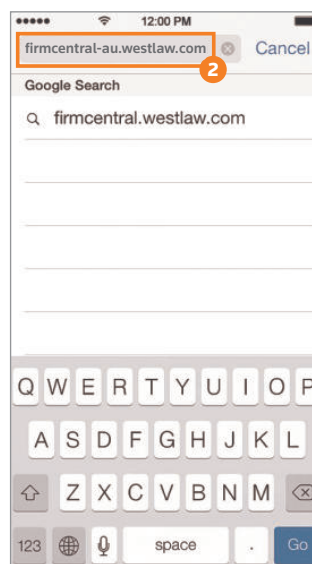 12:00 PM
firmcentral-au.westlaw.com Cancel
2
Google Search
firmcentral.westlaw.com
Q W E R T Y U I O P
A S D F G H J K L
Z X C V B N M
123 space . Go